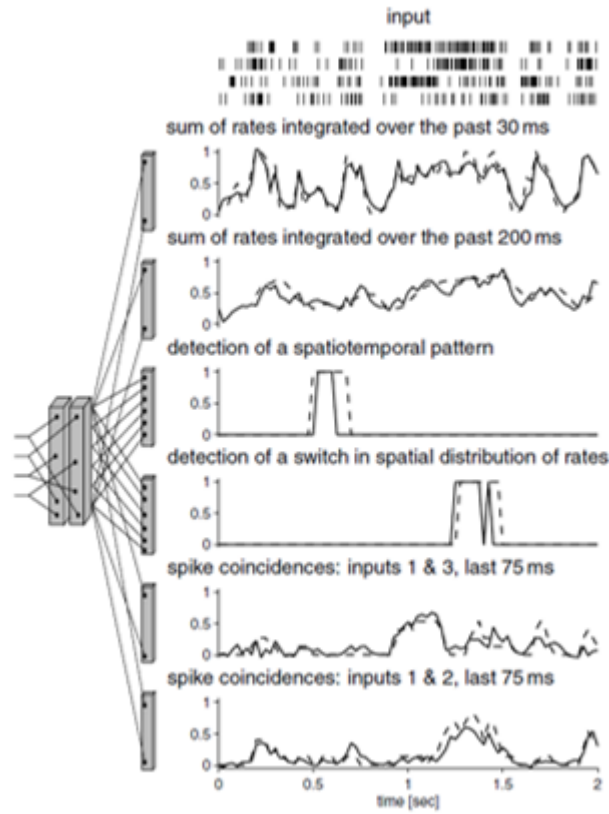 input
sum of rates integrated over the past 30 ms
1
0.5
0
sum of rates integrated over the past 200 ms
1
0.5
0
detection of a spatiotemporal pattern
1
0.5
0
detection of a switch in spatial distribution of rates
1
0.5
0
spike coincidences: inputs 1 & 3, last 75 ms
1
0.5
0
spike coincidences: inputs 1 & 2, last 75 ms
1
0.5
0
0 0.5 1 1.5 2
time [sec]